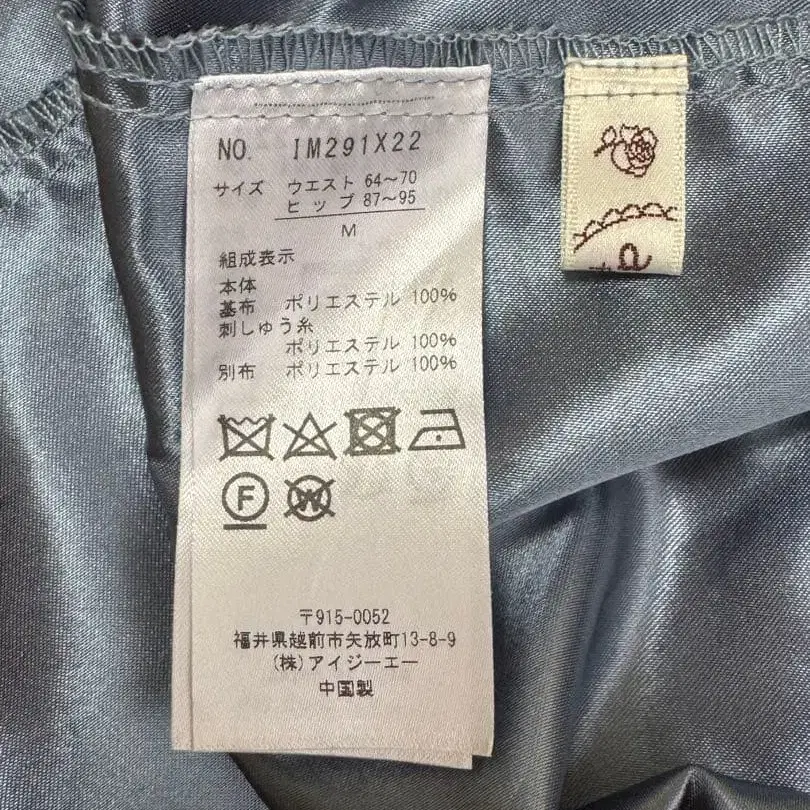 NO. IM291X22
サイズ ウエスト 64～70
ヒップ 87～95
M
組成表示
本体
基布 ポリエステル 100%
刺しゅう糸
ポリエステル 100%
別布 ポリエステル 100%
F
W
〒915-0052
福井県越前市矢放町13-8-9
(株)アイジーエー
中国製